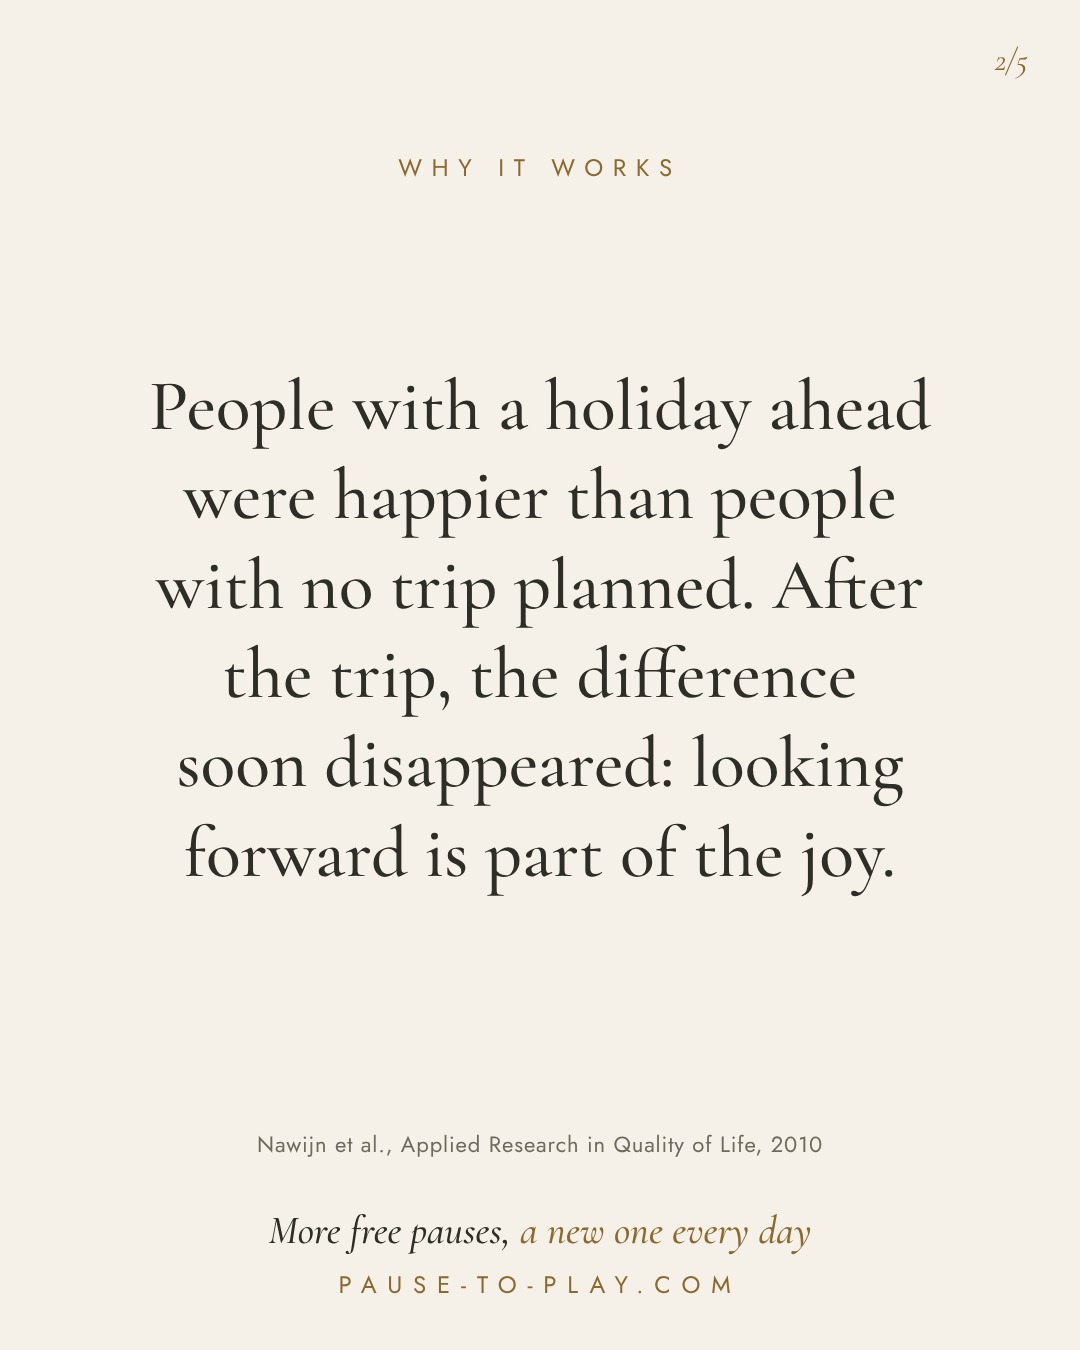 2/5
WHY IT WORKS
People with a holiday ahead
were happier than people
with no trip planned. After
the trip, the difference
soon disappeared: looking
forward is part of the joy.
Nawijn et al., Applied Research in Quality of Life, 2010
More free pauses, a new one every day
PAUSE-TO-PLAY.COM